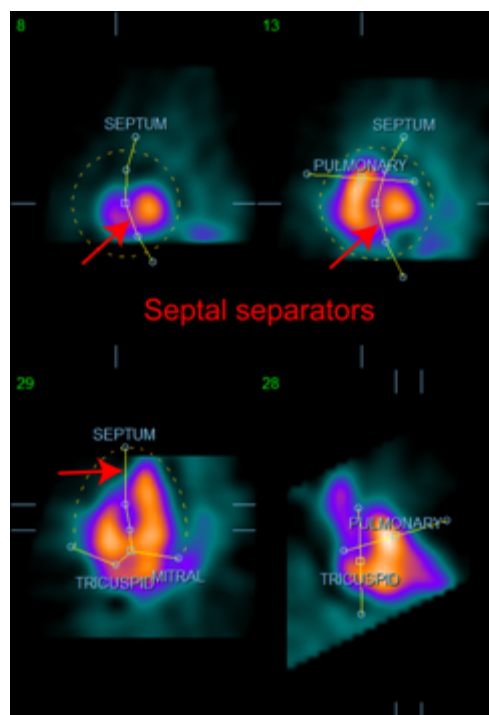 8
13
SEPTUM
SEPTUM
PULMONARY
Septal separators
29
28
SEPTUM
PULMONARY
TRICUSPID
MITRAL
TRICUSPID